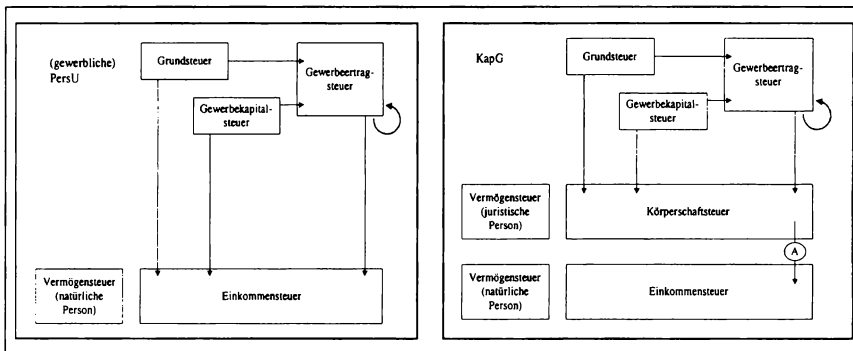 (gewerbliche)
PersU
Grundsteuer
Gewerbeertrag-
steuer
Gewerbekapital-
steuer
Vermögensteuer
(natürliche
Person)
Einkommensteuer
KapG
Grundsteuer
Gewerbeertrag-
steuer
Gewerbekapital-
steuer
Vermögensteuer
(juristische
Person)
Körperschaftsteuer
A
Vermögensteuer
(natürliche
Person)
Einkommensteuer